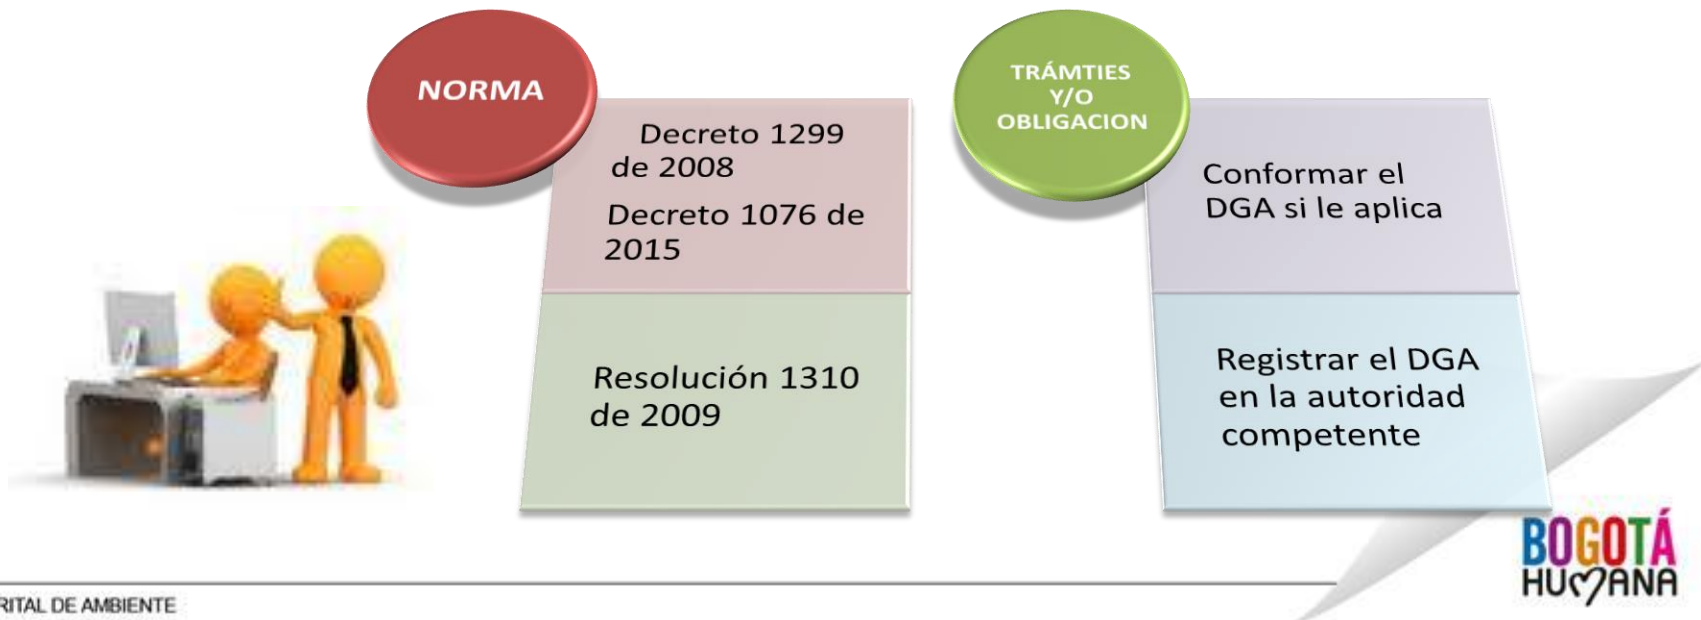 NORMA
Decreto 1299
de 2008
Decreto 1076 de
2015
Resolución 1310
de 2009
TRÁMTIES
Y/O
OBLIGACION
Conformar el
DGA si le aplica
Registrar el DGA
en la autoridad
competente
BOGOTÁ
HUMANA
RITAL DE AMBIENTE